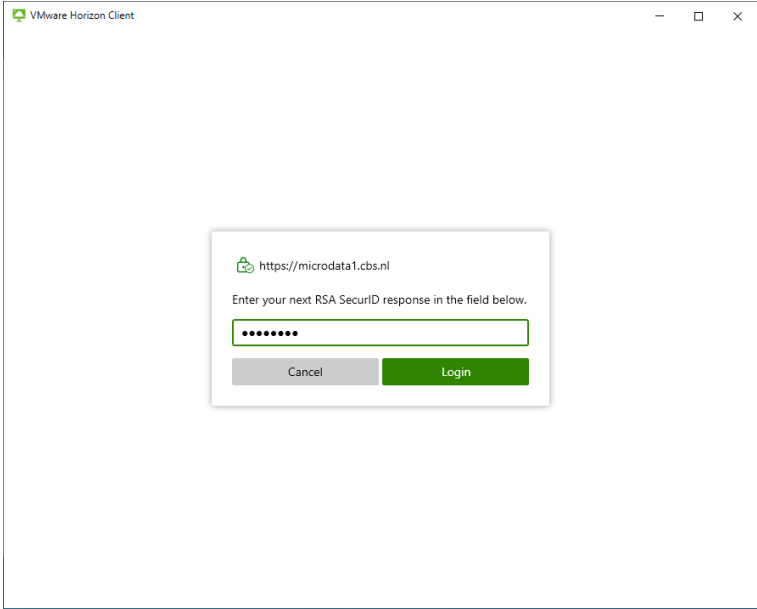 VMware Horizon Client
https://microdata1.cbs.nl
Enter your next RSA SecurID response in the field below.
●●●●●●●●
Cancel
Login